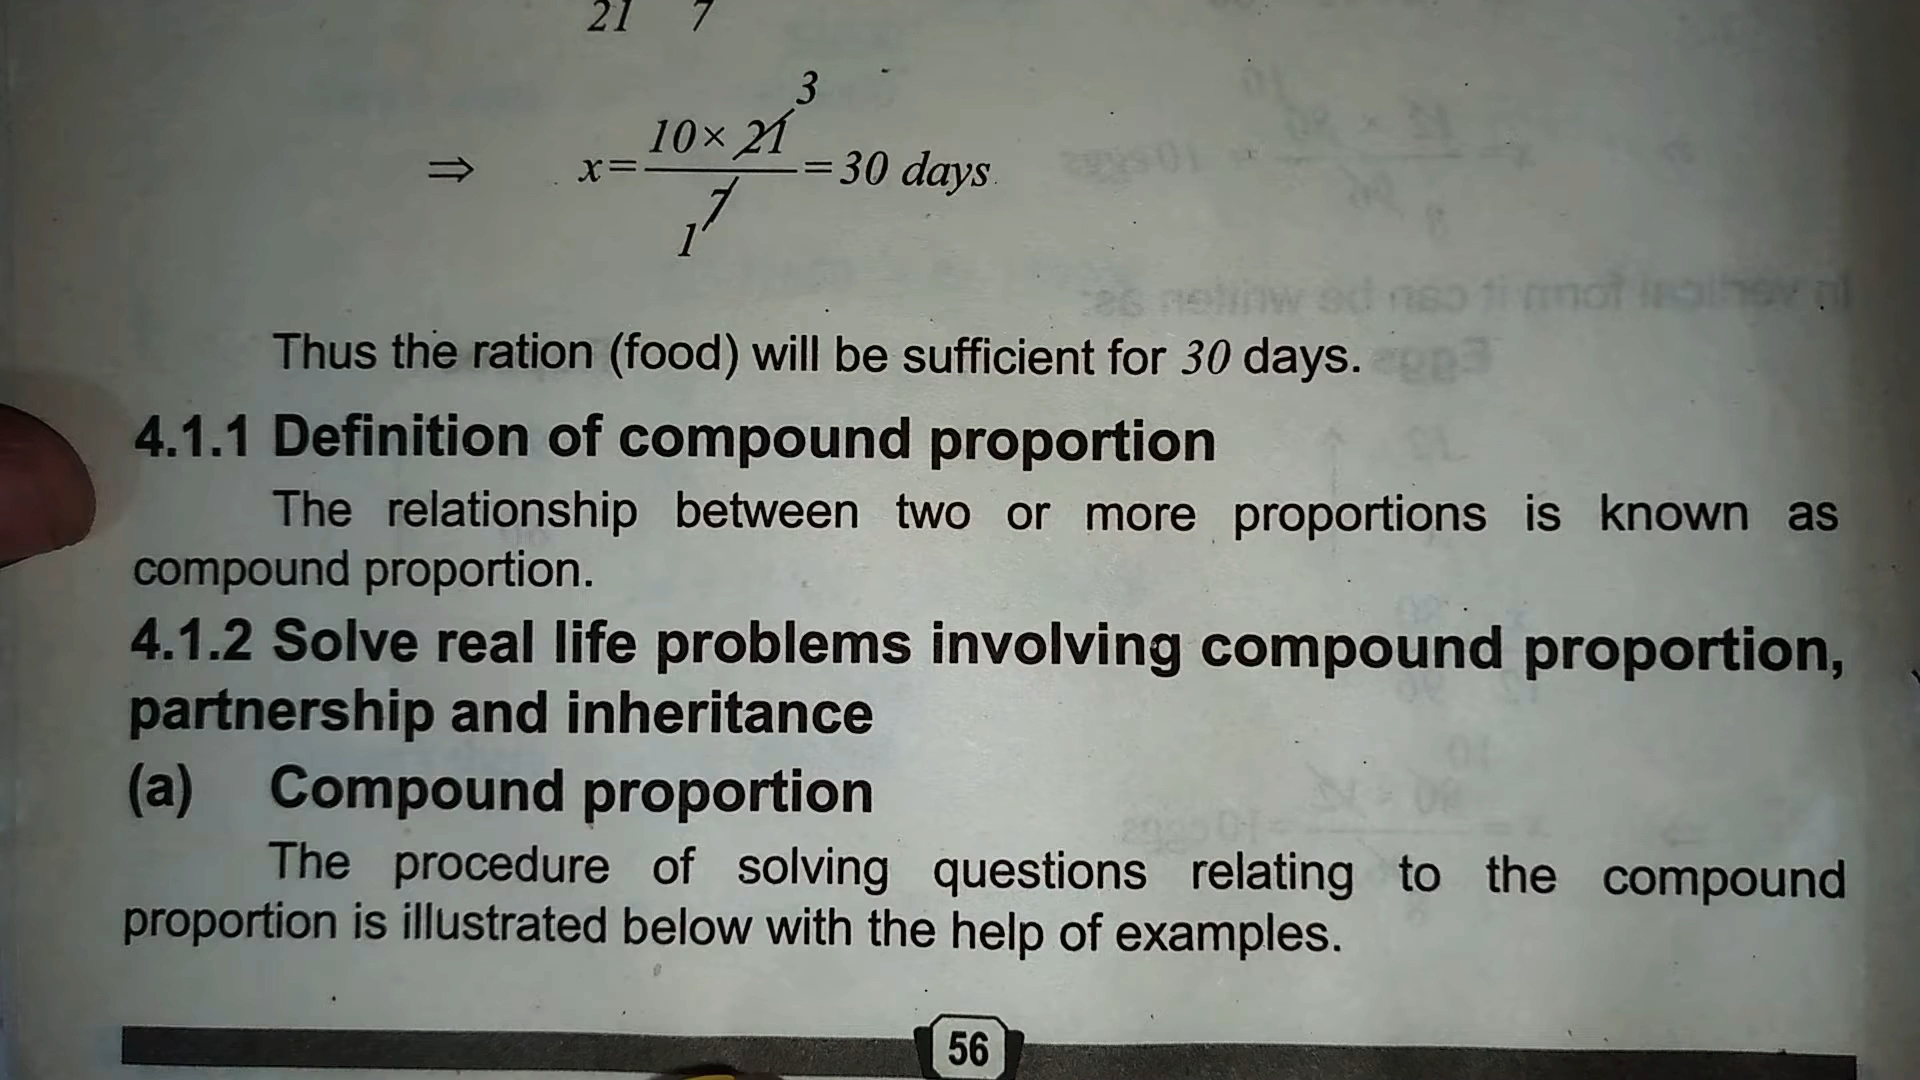 21 7
3
⇒ x= 10× 21 / 7 =30 days.
1
Thus the ration (food) will be sufficient for 30 days.
4.1.1 Definition of compound proportion
The relationship between two or more proportions is known as
compound proportion.
4.1.2 Solve real life problems involving compound proportion,
partnership and inheritance
(a) Compound proportion
The procedure of solving questions relating to the compound
proportion is illustrated below with the help of examples.
56